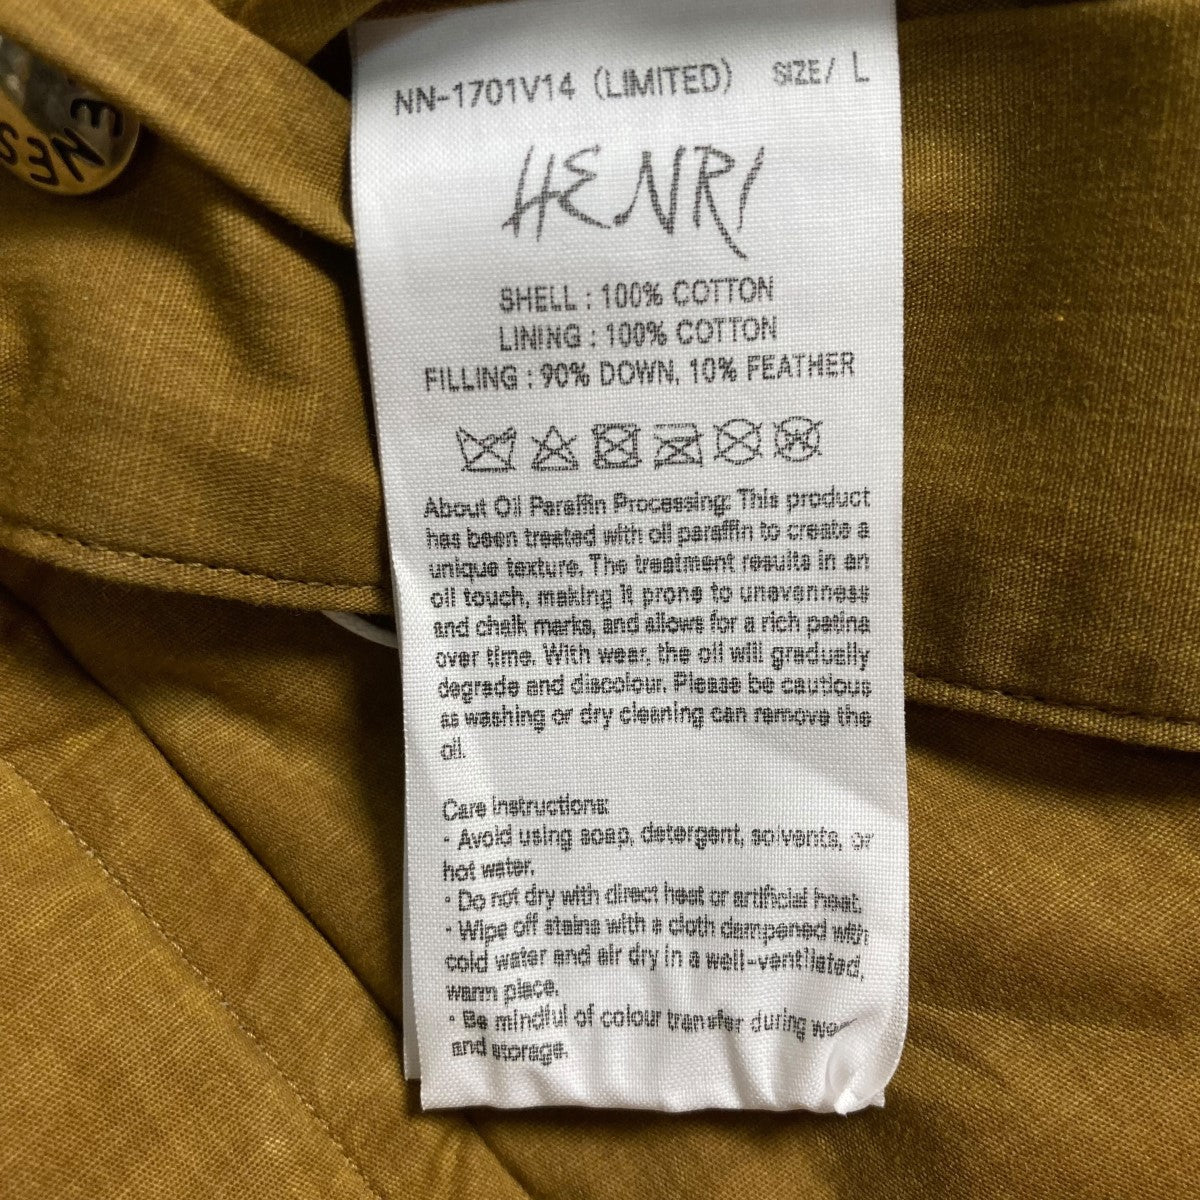 NES
E
NN-1701V14 (LIMITED) SIZE/ L
HENRI
SHELL : 100% COTTON
LINING : 100% COTTON
FILLING : 90% DOWN, 10% FEATHER
About Oil Paraffin Processing: This product
has been treated with oil paraffin to create a
unique texture. The treatment results in an
oil touch, making it prone to unevenness
and chalk marks, and allows for a rich patina
over time. With wear, the oil will gradually
degrade and discolour. Please be cautious
as washing or dry cleaning can remove the
oil.
Care instructions:
· Avoid using soap, detergent, solvents, or
hot water.
· Do not dry with direct heat or artificial heat.
· Wipe off stains with a cloth dampened with
cold water and air dry in a well-ventilated,
warm place.
· Be mindful of colour transfer during
and storage.